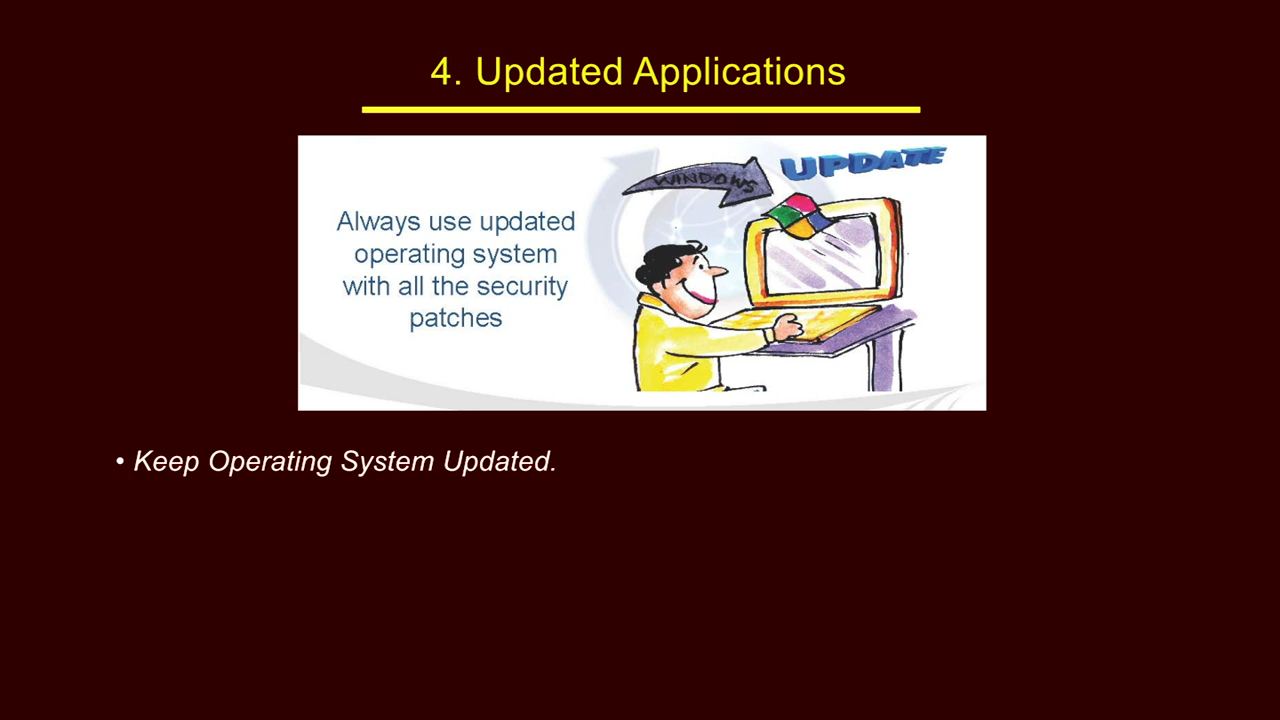 4. Updated Applications
WINDOWS
UPDATE
Always use updated
operating system
with all the security
patches
• Keep Operating System Updated.